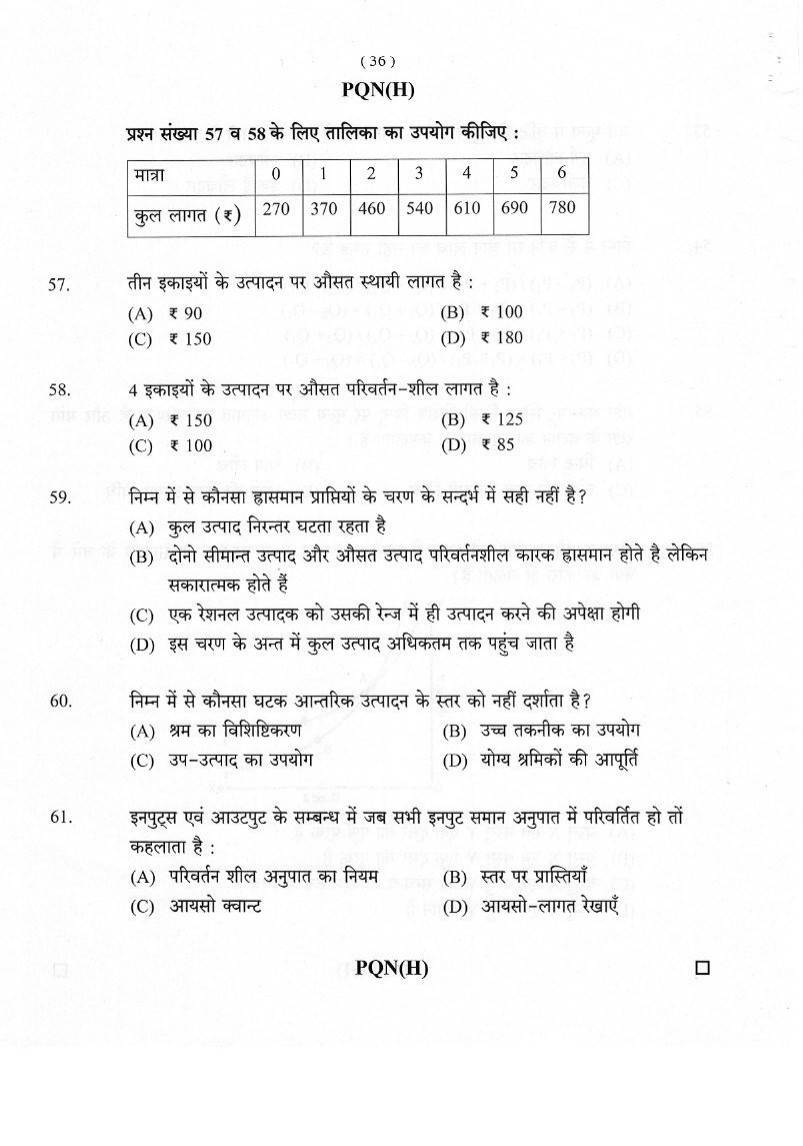 ( 36 )
PQN(H)
प्रश्न संख्या 57 व 58 के लिए तालिका का उपयोग कीजिए :
मात्रा 0 1 2 3 4 5 6
कुल लागत (₹) 270 370 460 540 610 690 780
57. तीन इकाइयों के उत्पादन पर औसत स्थायी लागत है :
(A) ₹ 90 (B) ₹ 100
(C) ₹ 150 (D) ₹ 180
58. 4 इकाइयों के उत्पादन पर औसत परिवर्तन-शील लागत है :
(A) ₹ 150 (B) ₹ 125
(C) ₹ 100 (D) ₹ 85
59. निम्न में से कौनसा ह्रासमान प्राप्तियों के चरण के सन्दर्भ में सही नहीं है?
(A) कुल उत्पाद निरन्तर घटता रहता है
(B) दोनो सीमान्त उत्पाद और औसत उत्पाद परिवर्तनशील कारक ह्रासमान होते है लेकिन
सकारात्मक होते हैं
(C) एक रेशनल उत्पादक को उसकी रेन्ज में ही उत्पादन करने की अपेक्षा होगी
(D) इस चरण के अन्त में कुल उत्पाद अधिकतम तक पहुंच जाता है
60. निम्न में से कौनसा घटक आन्तरिक उत्पादन के स्तर को नहीं दर्शाता है?
(A) श्रम का विशिष्टिकरण (B) उच्च तकनीक का उपयोग
(C) उप-उत्पाद का उपयोग (D) योग्य श्रमिकों की आपूर्ति
61. इनपुट्स एवं आउटपुट के सम्बन्ध में जब सभी इनपुट समान अनुपात में परिवर्तित हो तों
कहलाता है :
(A) परिवर्तन शील अनुपात का नियम (B) स्तर पर प्रास्तियाँ
(C) आयसो क्वान्ट (D) आयसो-लागत रेखाएँ
PQN(H)